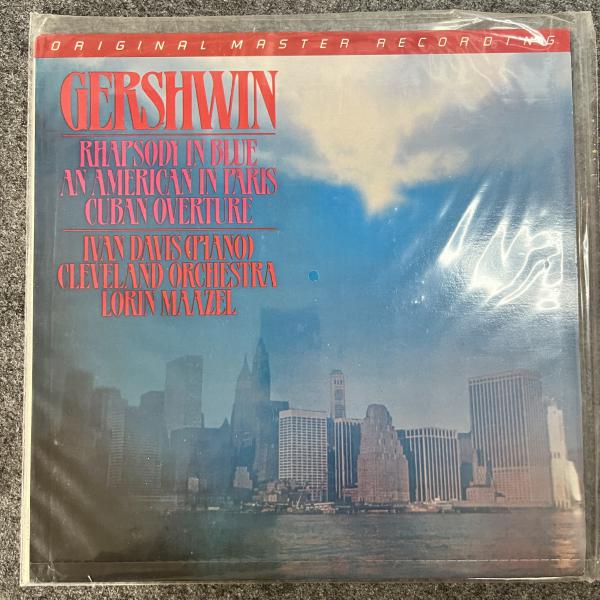 ORIGINAL MASTER RECORDING
GERSHWIN
RHAPSODY IN BLUE
AN AMERICAN IN PARIS
CUBAN OVERTURE
IVAN DAVIS (PIANO)
CLEVELAND ORCHESTRA
LORIN MAAZEL